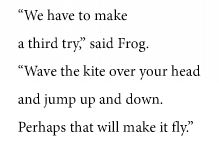 “We have to make
a third try,” said Frog.
“Wave the kite over your head
and jump up and down.
Perhaps that will make it fly.”